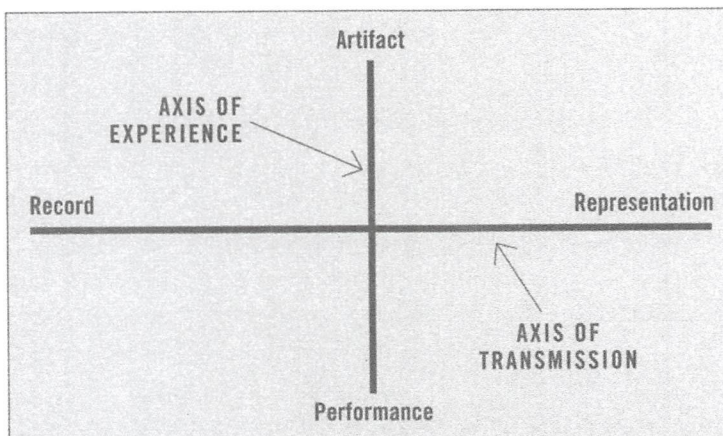 Artifact
AXIS OF
EXPERIENCE
Record
Representation
AXIS OF
TRANSMISSION
Performance